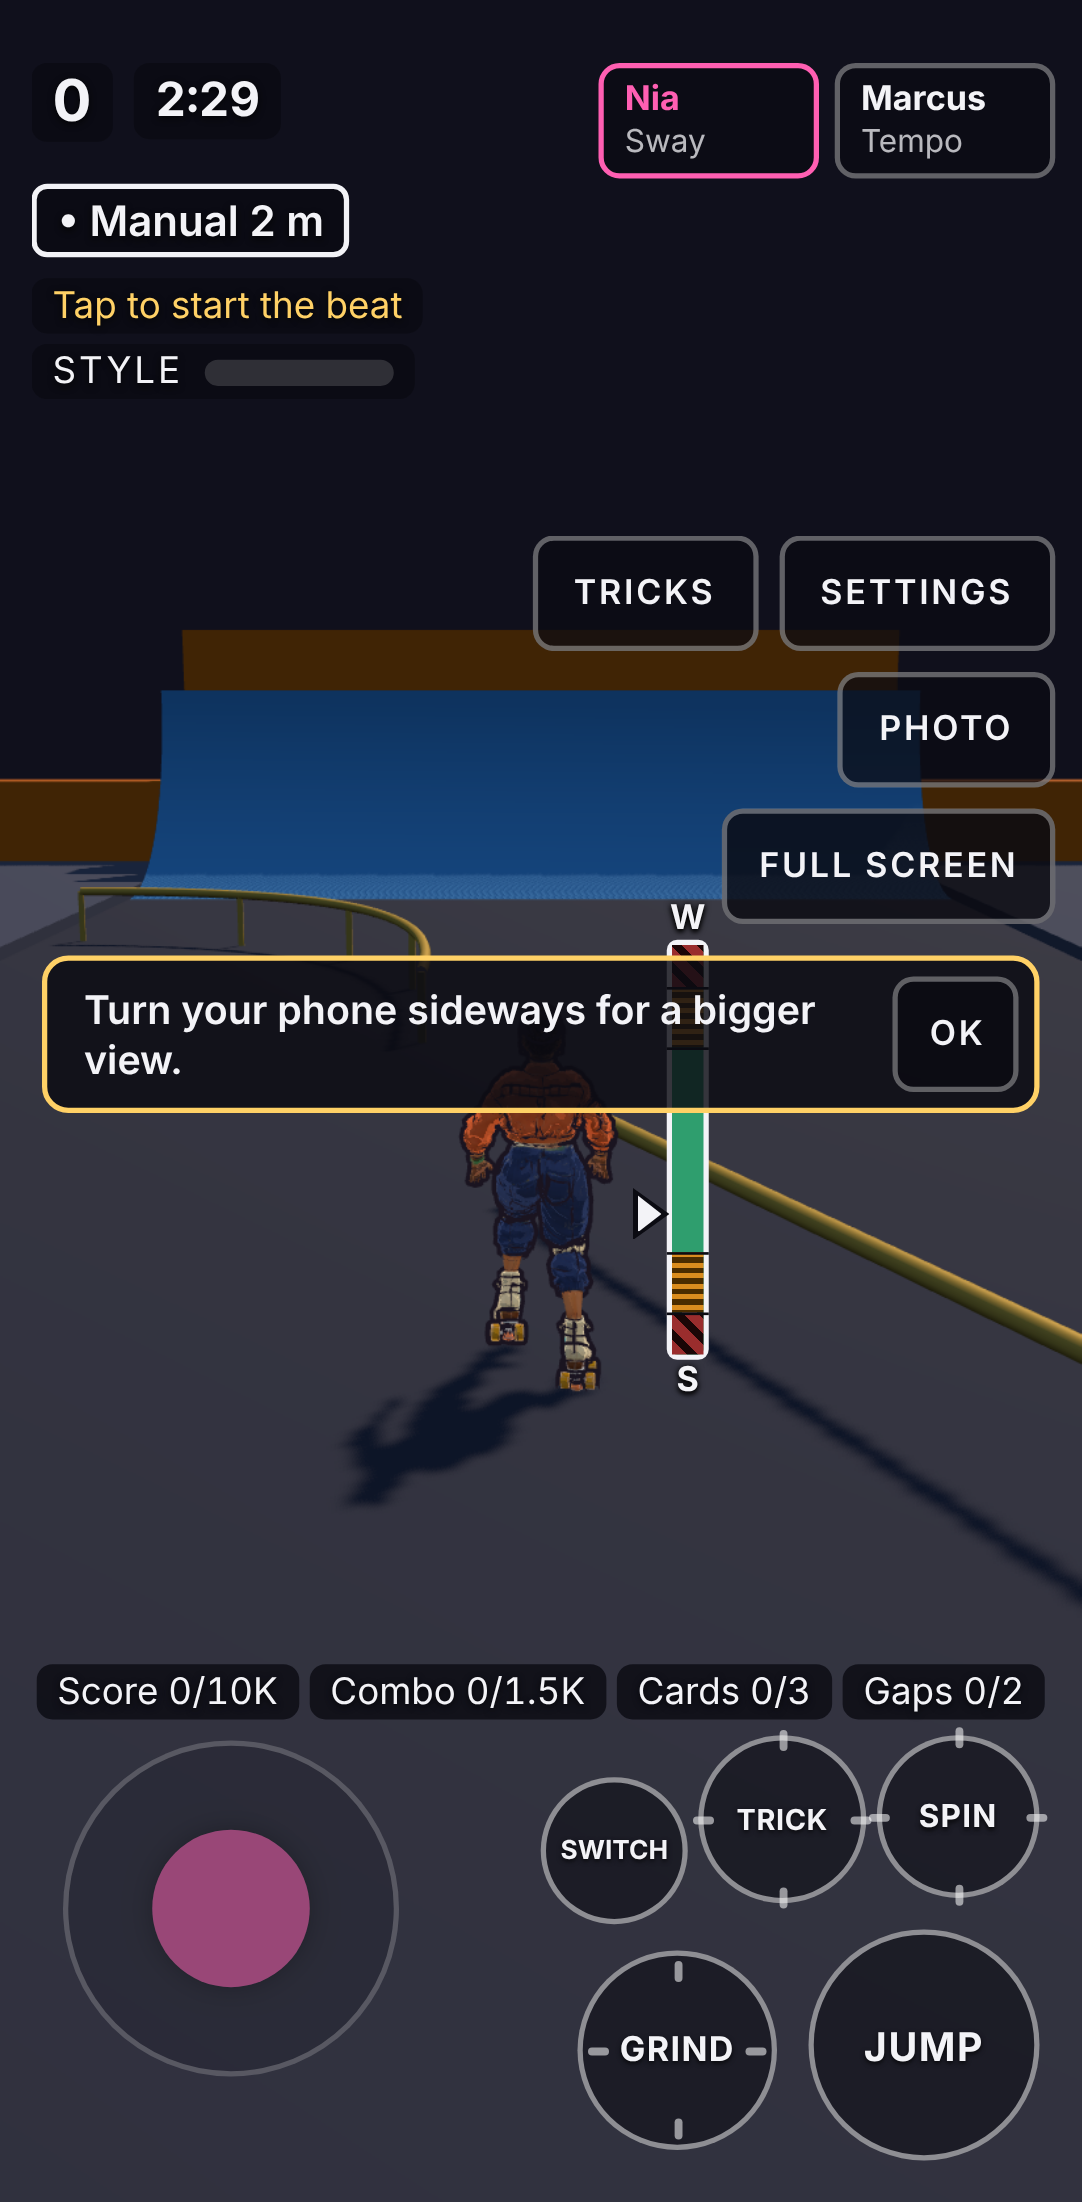 0
2:29
Nia
Sway
Marcus
Tempo
• Manual 2 m
Tap to start the beat
STYLE
TRICKS
SETTINGS
PHOTO
FULL SCREEN
W
Turn your phone sideways for a bigger
view.
OK
S
Score 0/10K
Combo 0/1.5K
Cards 0/3
Gaps 0/2
SWITCH
TRICK
SPIN
GRIND
JUMP